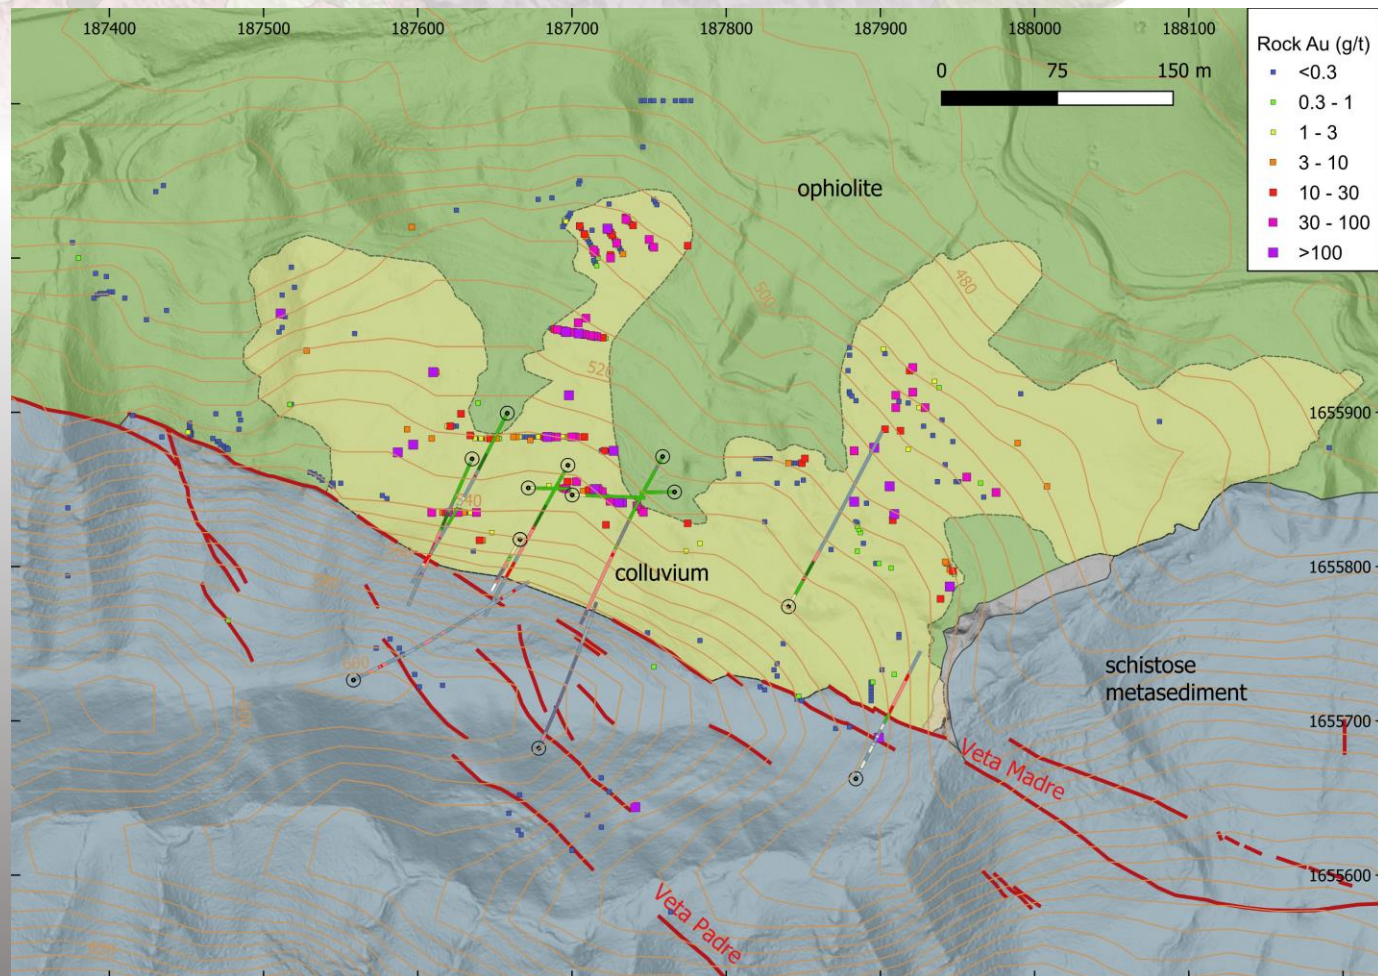 187400 187500 187600 187700 187800 187900 188000 188100
Rock Au (g/t)
<0.3
0.3 - 1
1 - 3
3 - 10
10 - 30
30 - 100
>100
0 75 150 m
ophiolite
480
500
520
1655900
540
colluvium
1655800
600
schistose
metasediment
1655700
Veta Madre
1655600
Veta Padre